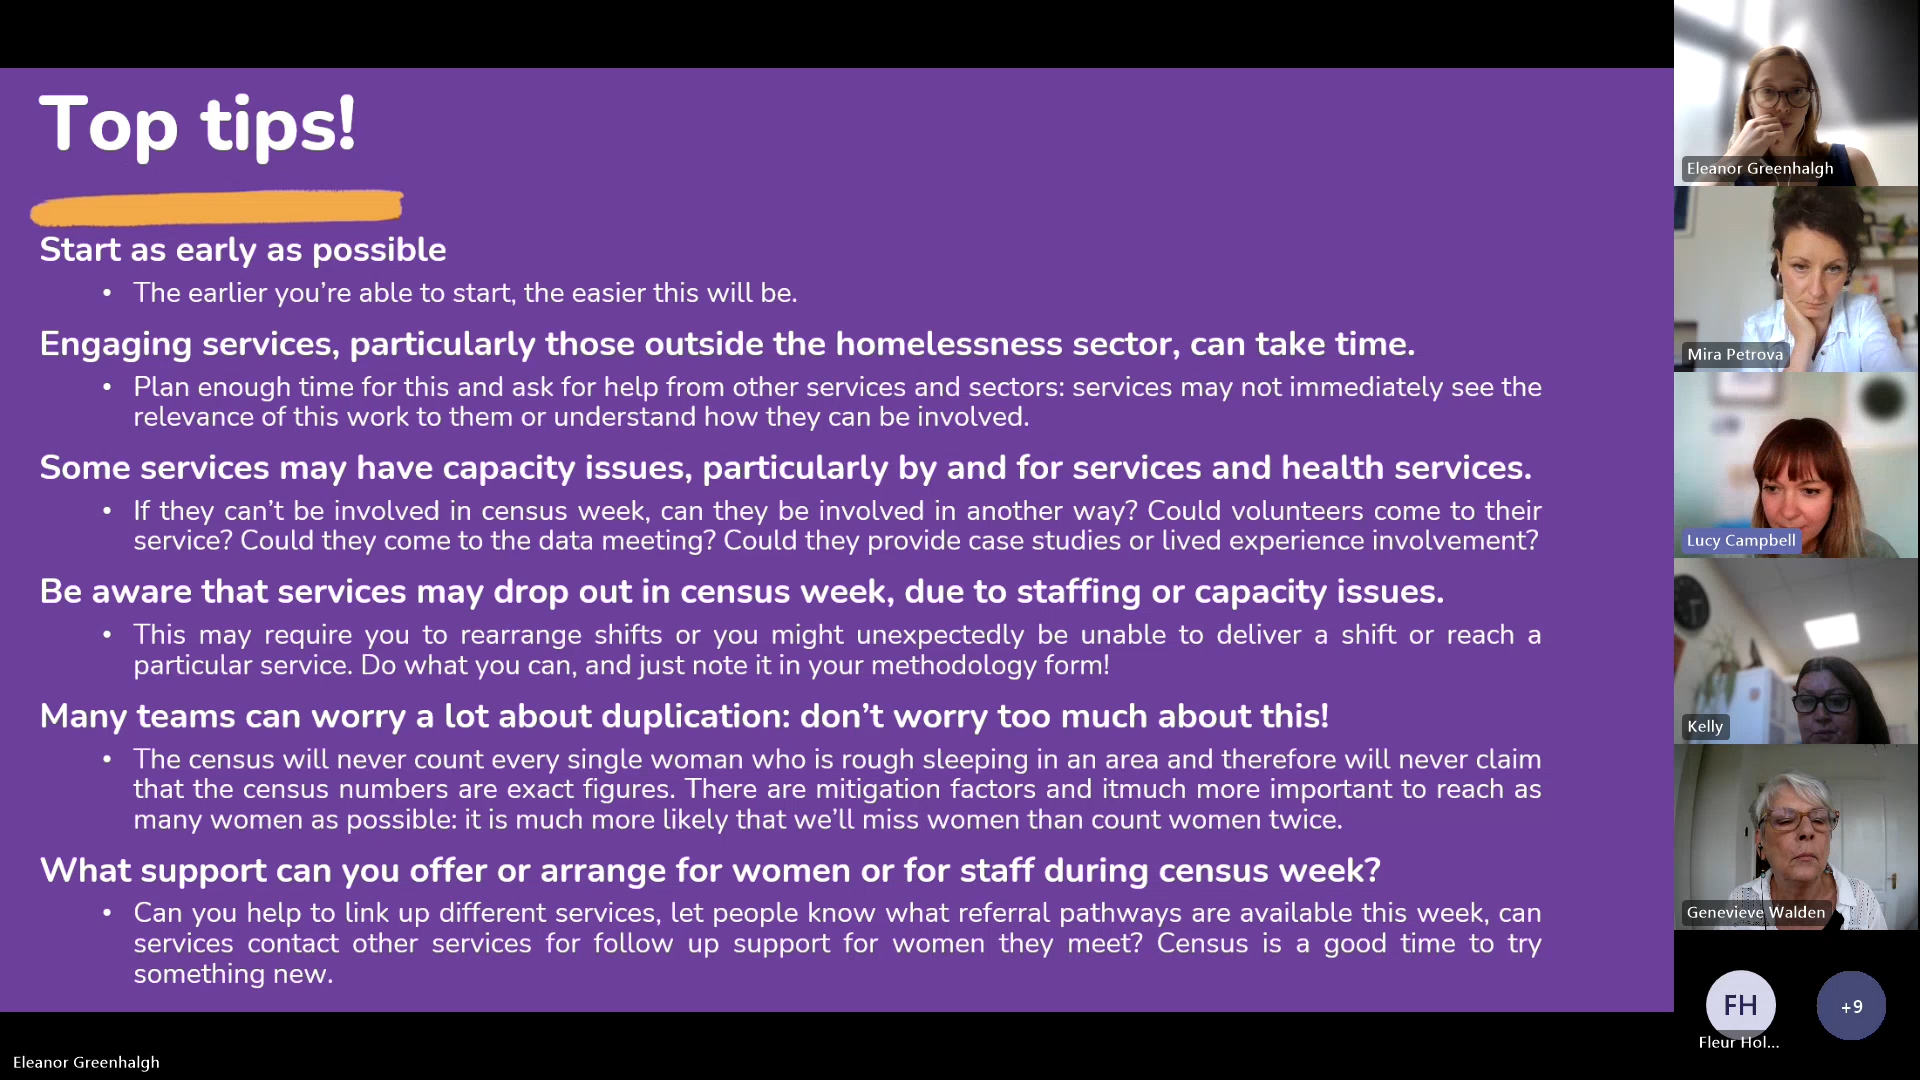 Top tips!
Start as early as possible
• The earlier you’re able to start, the easier this will be.
Engaging services, particularly those outside the homelessness sector, can take time.
• Plan enough time for this and ask for help from other services and sectors: services may not immediately see the
relevance of this work to them or understand how they can be involved.
Some services may have capacity issues, particularly by and for services and health services.
• If they can’t be involved in census week, can they be involved in another way? Could volunteers come to their
service? Could they come to the data meeting? Could they provide case studies or lived experience involvement?
Be aware that services may drop out in census week, due to staffing or capacity issues.
• This may require you to rearrange shifts or you might unexpectedly be unable to deliver a shift or reach a
particular service. Do what you can, and just note it in your methodology form!
Many teams can worry a lot about duplication: don’t worry too much about this!
• The census will never count every single woman who is rough sleeping in an area and therefore will never claim
that the census numbers are exact figures. There are mitigation factors and itmuch more important to reach as
many women as possible: it is much more likely that we’ll miss women than count women twice.
What support can you offer or arrange for women or for staff during census week?
• Can you help to link up different services, let people know what referral pathways are available this week, can
services contact other services for follow up support for women they meet? Census is a good time to try
something new.
Eleanor Greenhalgh
Eleanor Greenhalgh
Mira Petrova
Lucy Campbell
Kelly
Genevieve Walden
FH
Fleur Hol...
+9